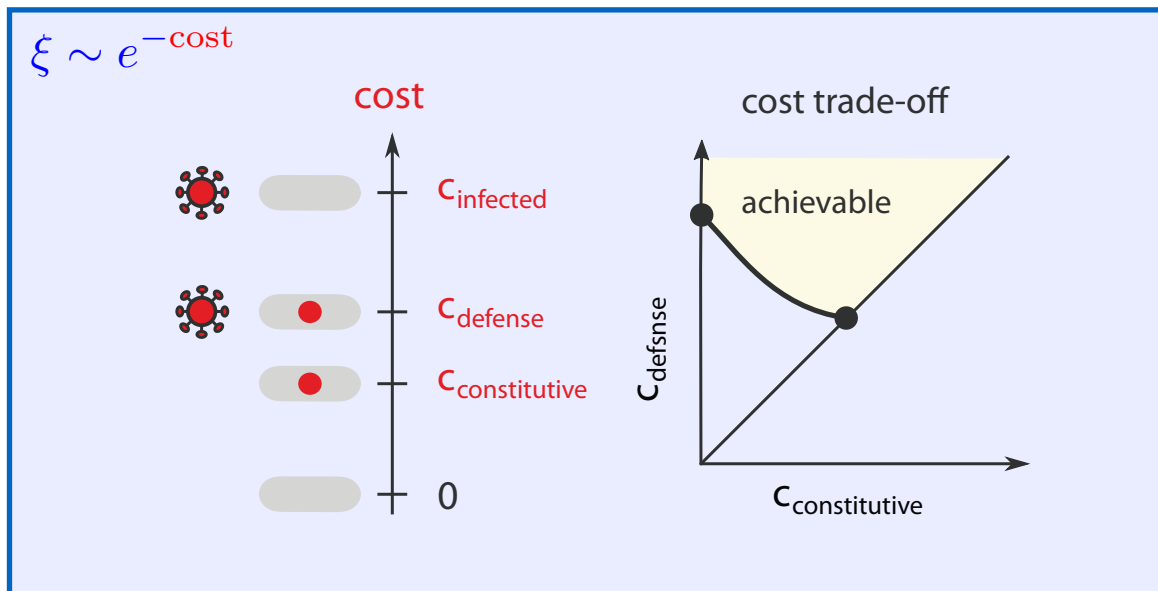 ξ ∼ e^{−cost}
cost
c_infected
c_defense
c_constitutive
0
cost trade-off
achievable
c_defsnse
c_constitutive